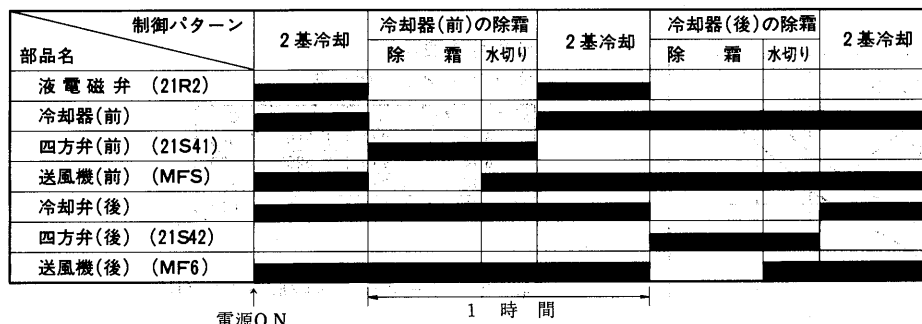 制御パターン
部品名
2基冷却
冷却器(前)の除霜
除 霜
水切り
2基冷却
冷却器(後)の除霜
除 霜
水切り
2基冷却
液電磁弁 (21R2)
冷却器(前)
四方弁(前) (21S41)
送風機(前) (MFS)
冷却弁(後)
四方弁(後) (21S42)
送風機(後) (MF6)
電源ON
1 時 間